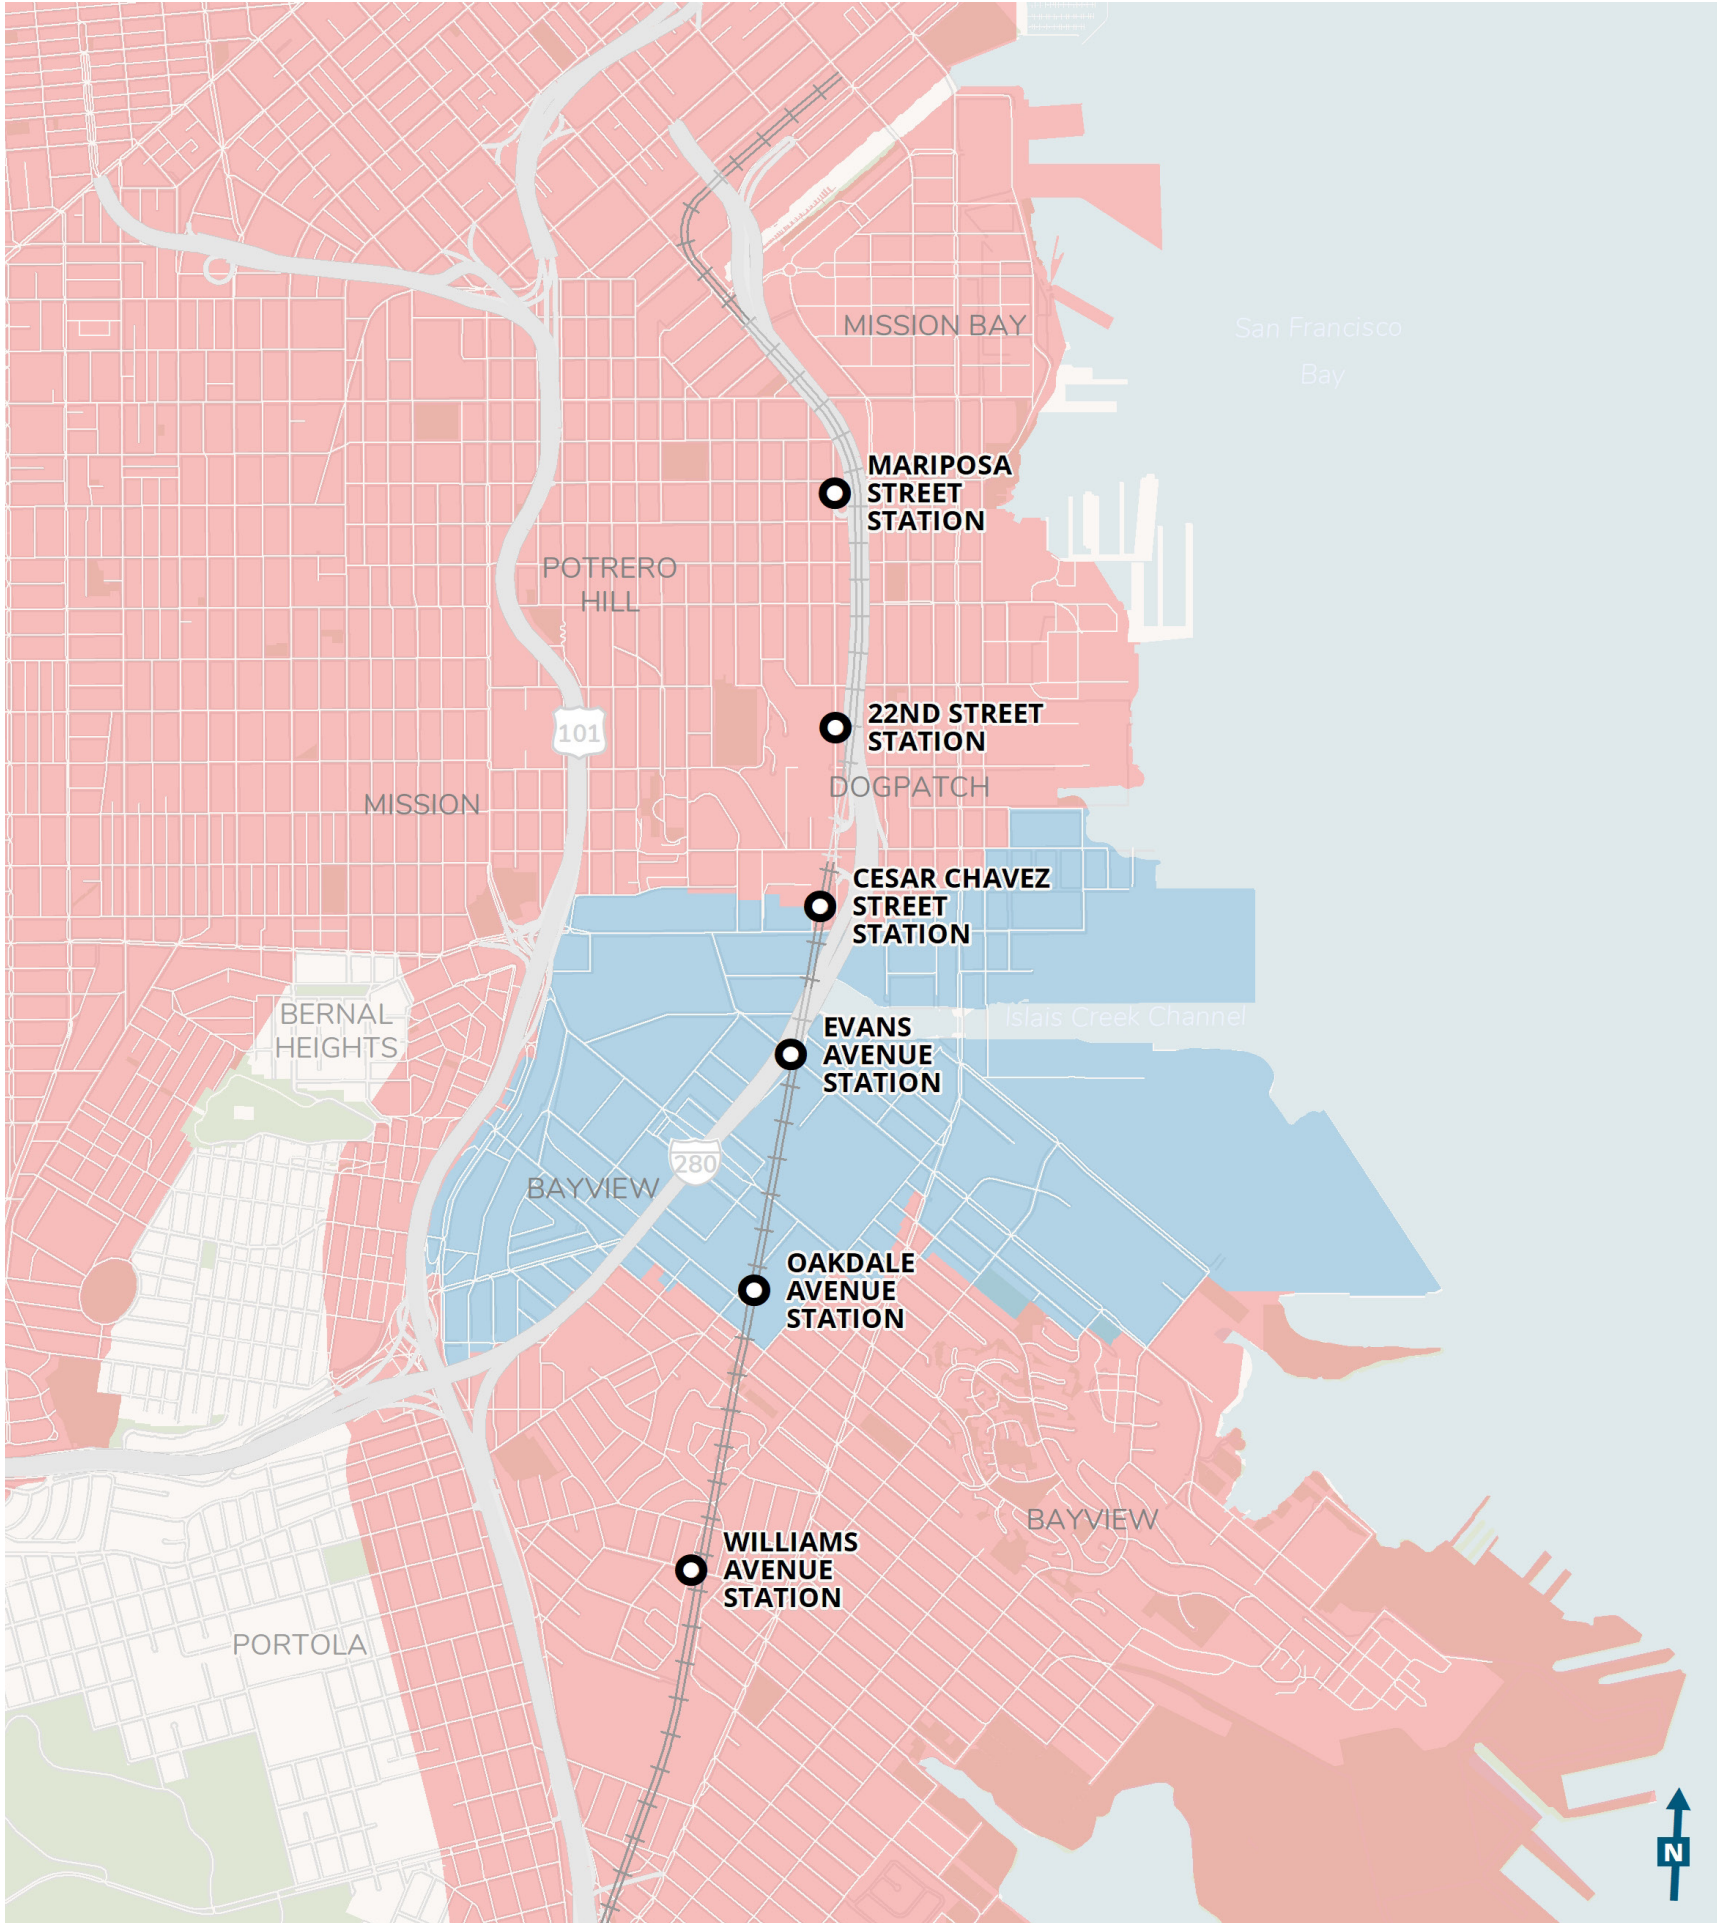 MISSION BAY
San Francisco
Bay
MARIPOSA
STREET
STATION
POTRERO
HILL
22ND STREET
STATION
101
DOGPATCH
MISSION
CESAR CHAVEZ
STREET
STATION
BERNAL
HEIGHTS
Islais Creek Channel
EVANS
AVENUE
STATION
280
BAYVIEW
OAKDALE
AVENUE
STATION
BAYVIEW
WILLIAMS
AVENUE
STATION
PORTOLA
N